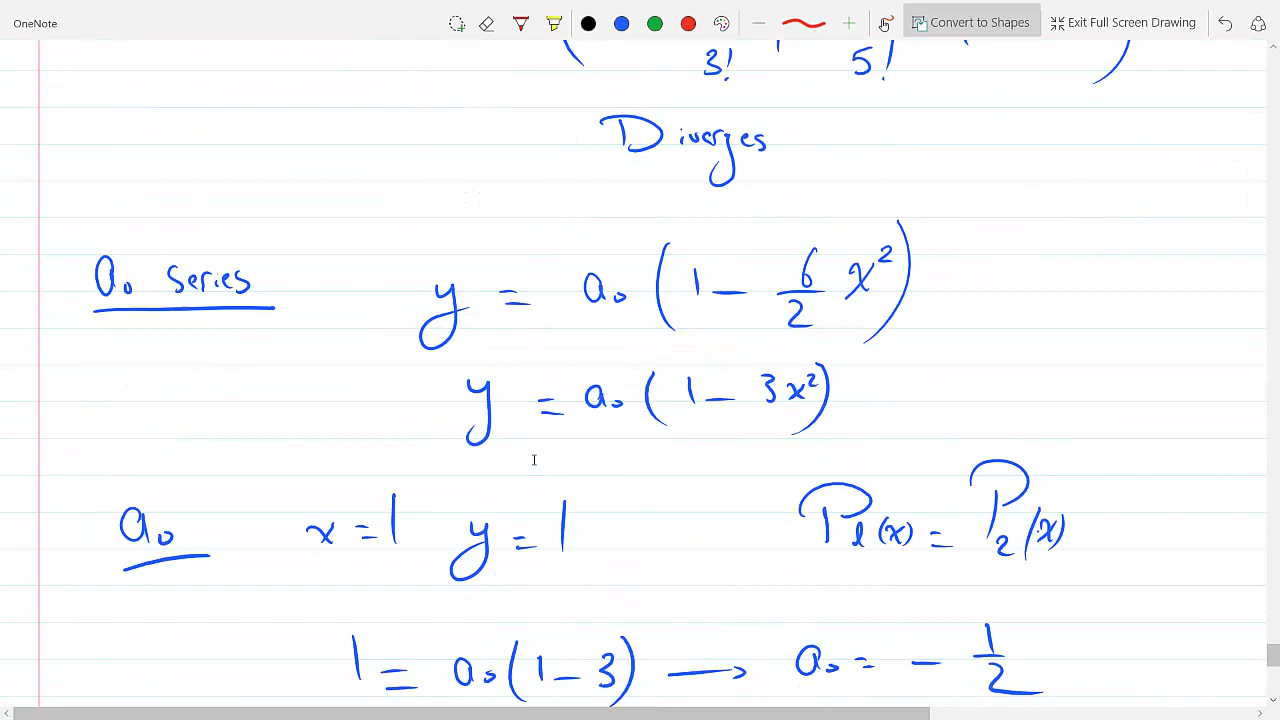 OneNote
Convert to Shapes
Exit Full Screen Drawing
3! 5!
Diverges
a₀ series y = a₀ (1 - 6/2 x²)
y = a₀ (1 - 3x²)
a₀ x = 1 y = 1 Pₗ(x) = P₂(x)
1 = a₀ (1 - 3) → a₀ = - 1/2